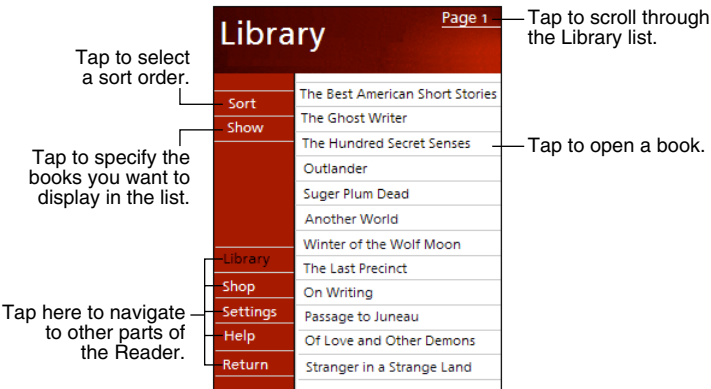 Library
Page 1
Tap to scroll through
the Library list.
Tap to select
a sort order.
Sort
Show
Tap to specify the
books you want to
display in the list.
The Best American Short Stories
The Ghost Writer
The Hundred Secret Senses
Outlander
Suger Plum Dead
Another World
Winter of the Wolf Moon
The Last Precinct
On Writing
Passage to Juneau
Of Love and Other Demons
Stranger in a Strange Land
Tap to open a book.
Library
Shop
Settings
Help
Return
Tap here to navigate
to other parts of
the Reader.